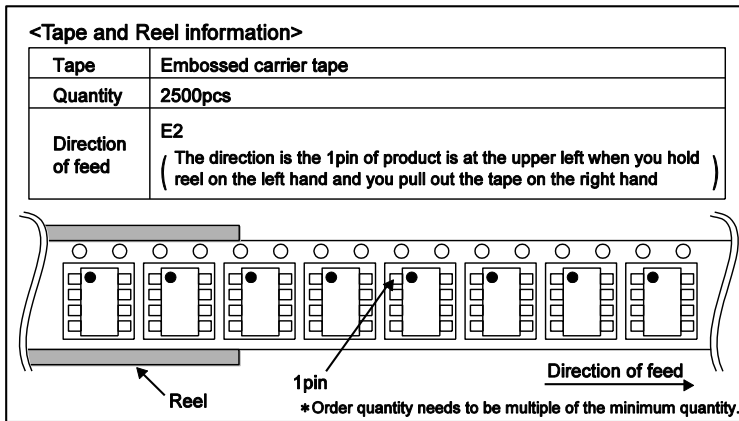 <Tape and Reel information>
Tape Embossed carrier tape
Quantity 2500pcs
Direction of feed E2
( The direction is the 1pin of product is at the upper left when you hold
reel on the left hand and you pull out the tape on the right hand )
Direction of feed
1pin
Reel
*Order quantity needs to be multiple of the minimum quantity.